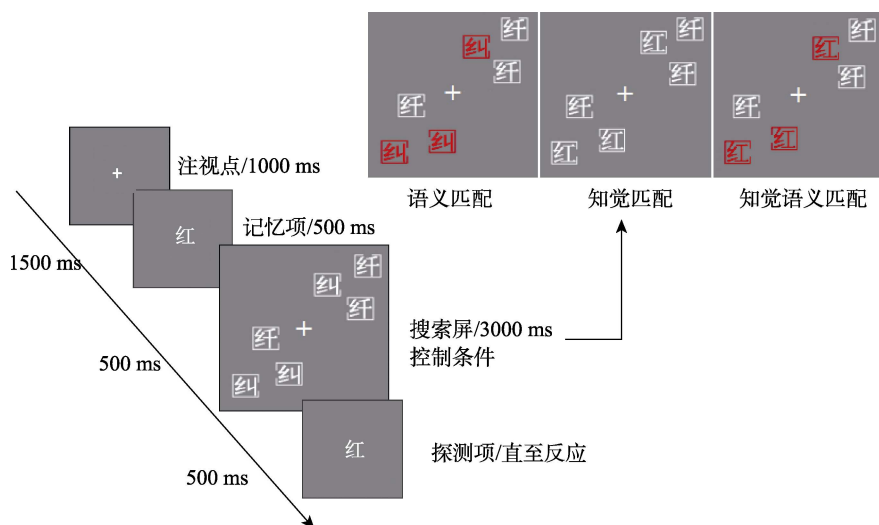 纤
纠
纤
纤
纠
纠
语义匹配
纤
红
纤
纤
红
红
知觉匹配
纤
红
纤
纤
红
红
知觉语义匹配
注视点/1000 ms
红
记忆项/500 ms
1500 ms
纤
纠
纤
纤
纠
纠
搜索屏/3000 ms
控制条件
500 ms
红
探测项/直至反应
500 ms